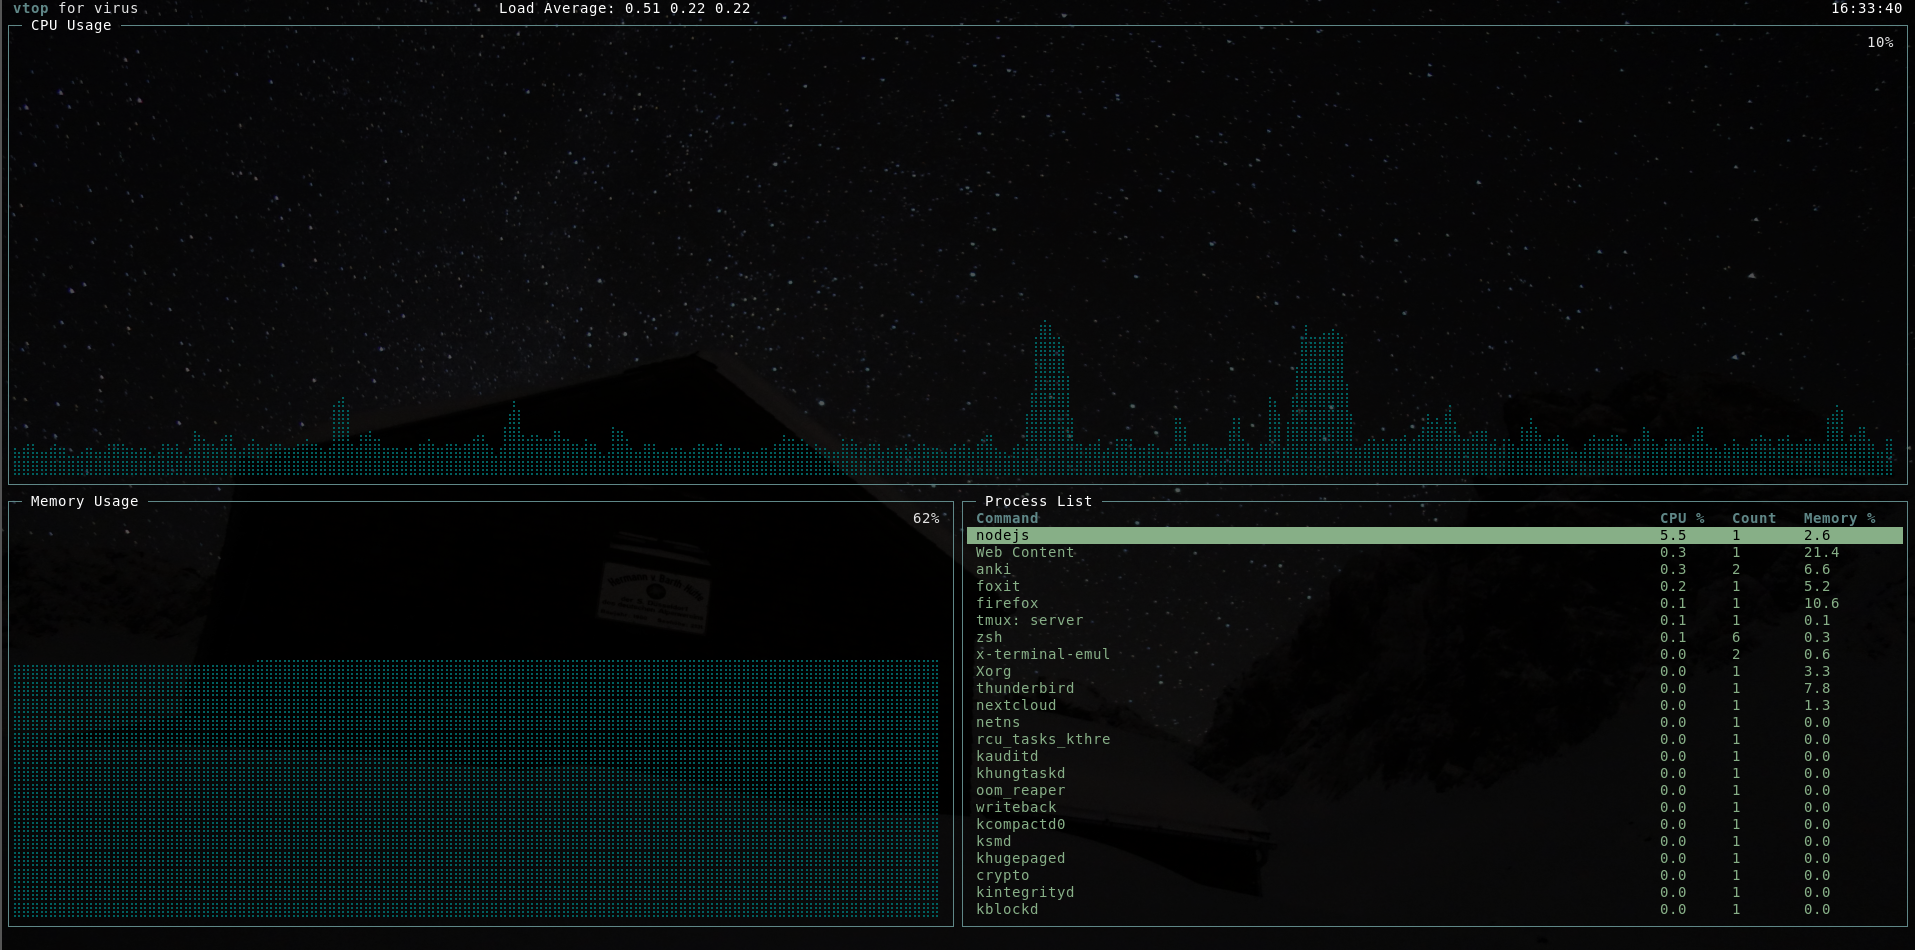 vtop for virus Load Average: 0.51 0.22 0.22 16:33:40
CPU Usage
10%
Memory Usage
62%
Process List
Command CPU % Count Memory %
nodejs 5.5 1 2.6
Web Content 0.3 1 21.4
anki 0.3 2 6.6
foxit 0.2 1 5.2
firefox 0.1 1 10.6
tmux: server 0.1 1 0.1
zsh 0.1 6 0.3
x-terminal-emul 0.0 2 0.6
Xorg 0.0 1 3.3
thunderbird 0.0 1 7.8
nextcloud 0.0 1 1.3
netns 0.0 1 0.0
rcu_tasks_kthre 0.0 1 0.0
kauditd 0.0 1 0.0
khungtaskd 0.0 1 0.0
oom_reaper 0.0 1 0.0
writeback 0.0 1 0.0
kcompactd0 0.0 1 0.0
ksmd 0.0 1 0.0
khugepaged 0.0 1 0.0
crypto 0.0 1 0.0
kintegrityd 0.0 1 0.0
kblockd 0.0 1 0.0